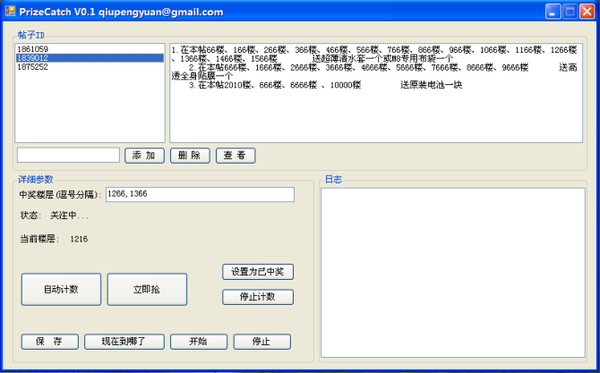 PrizeCatch V0.1 qiupengyuan@gmail.com
帖子ID
1861059
1839012
1875252
1.在本帖66楼、166楼、266楼、366楼、466楼、566楼、766楼、866楼、966楼、1066楼、1166楼、1266楼
、1366楼、1466楼、1566楼 送超薄清水套一个或M8专用布袋一个
2.在本帖666楼、1666楼、2666楼、3666楼、4666楼、5666楼、7666楼、8666楼、9666楼 送高
透全身贴膜一个
3.在本帖2010楼、666楼、6666楼 、10000楼 送原装电池一块
添 加
删 除
查 看
详细参数
中奖楼层(逗号分隔): 1266,1366
状态: 关注中...
当前楼层: 1216
自动计数
立即抢
设置为已中奖
停止计数
保 存
现在到哪了
开始
停止
日志